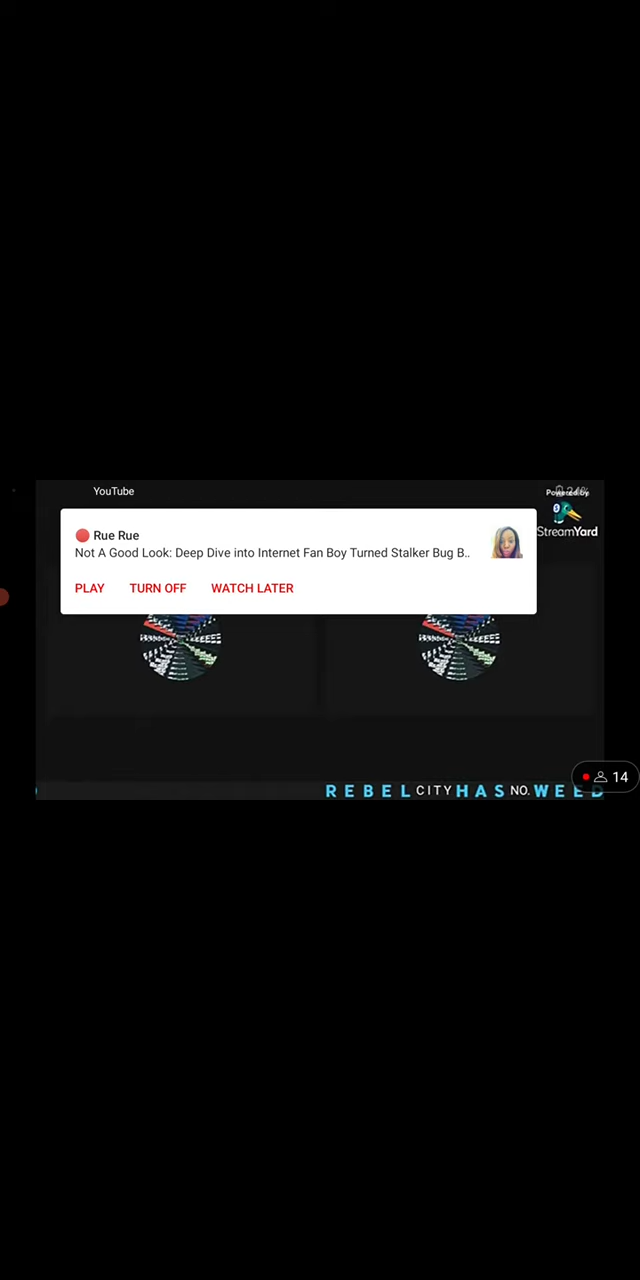 YouTube
Powered by
StreamYard
🔴 Rue Rue
Not A Good Look: Deep Dive into Internet Fan Boy Turned Stalker Bug B..
PLAY TURN OFF WATCH LATER
14
REBEL CITY HAS NO. WEED